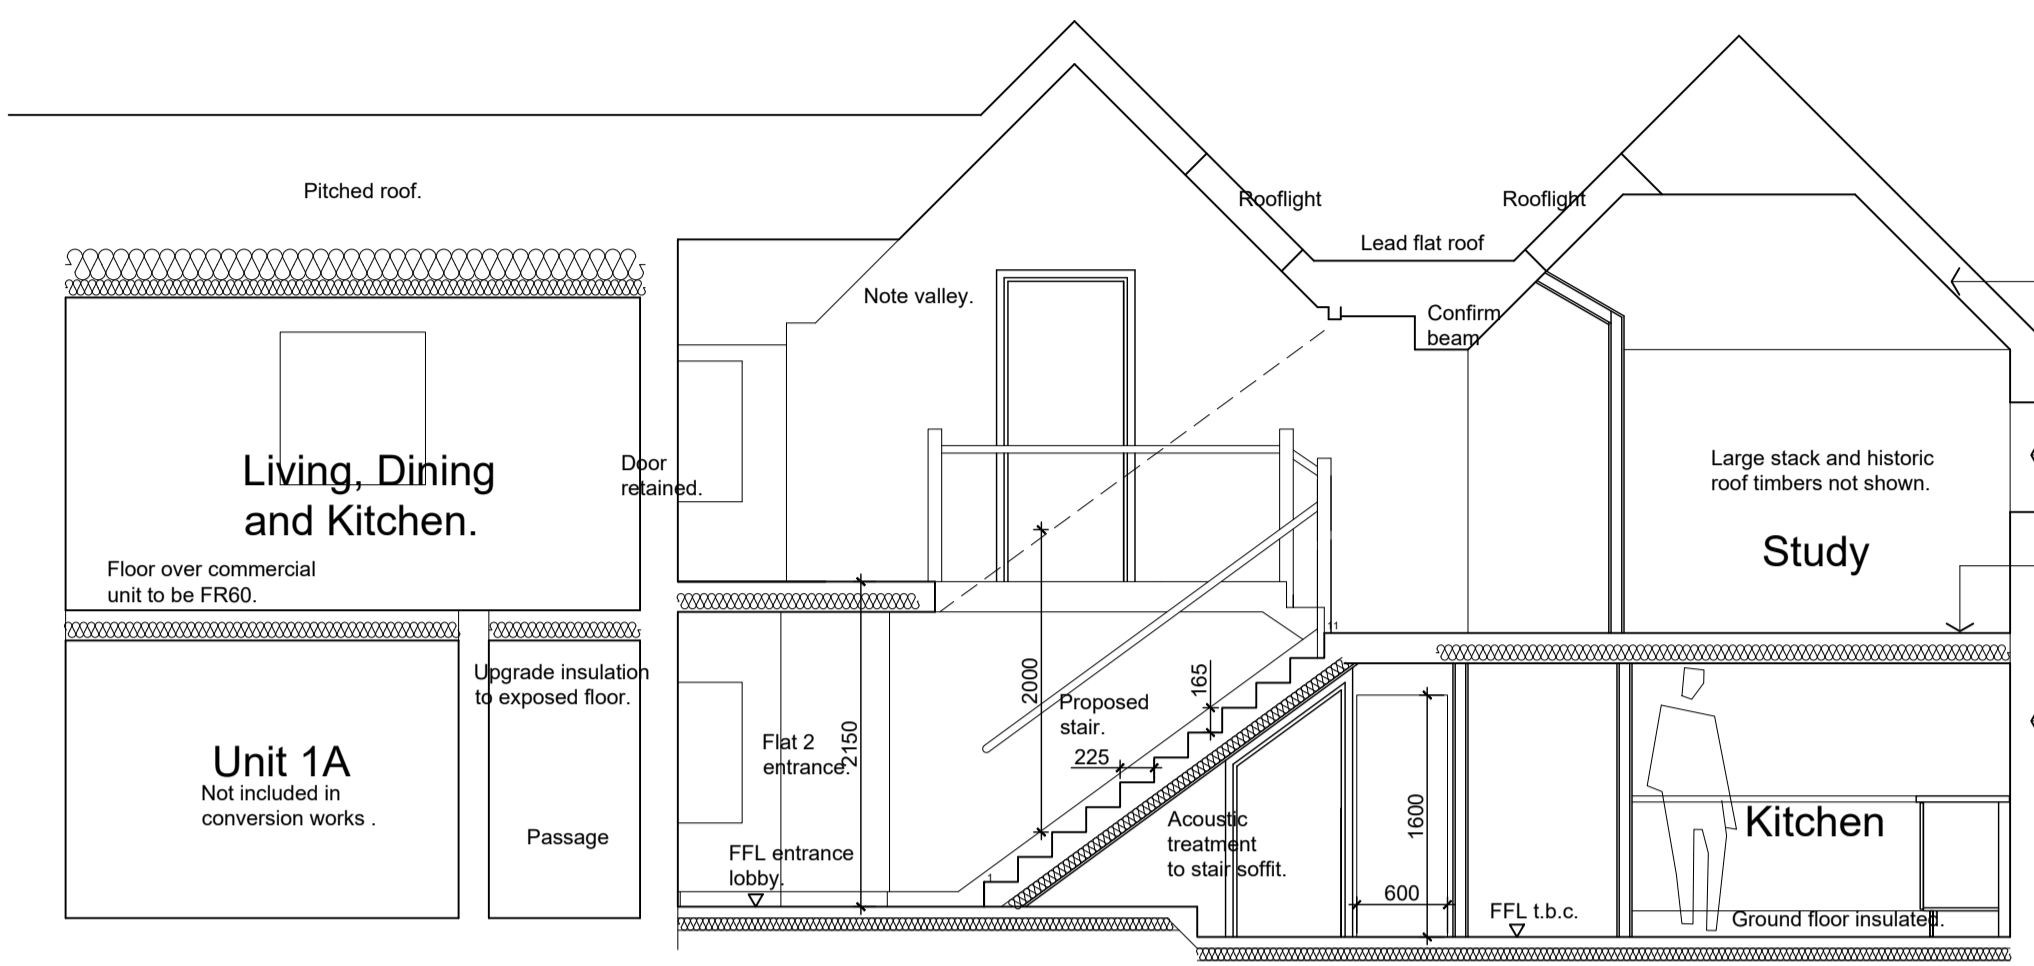 Pitched roof.
Rooflight
Rooflight
Lead flat roof
Note valley.
Confirm
beam
Living, Dining
and Kitchen.
Door
retained.
Large stack and historic
roof timbers not shown.
Study
Floor over commercial
unit to be FR60.
11
Upgrade insulation
to exposed floor.
2000
165
Proposed
stair.
Flat 2
entrance.
2150
225
Unit 1A
Not included in
conversion works .
Passage
Acoustic
treatment
to stair soffit.
1600
Kitchen
FFL entrance
lobby.
1
600
FFL t.b.c.
Ground floor insulated.